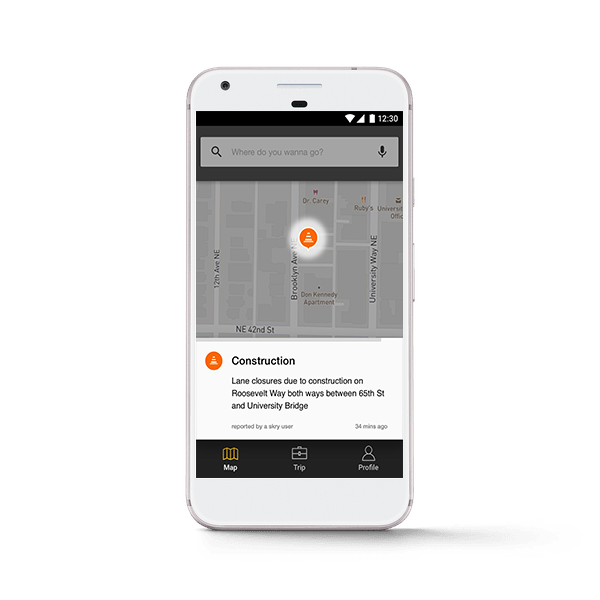 12:30
Where do you wanna go?
Dr. Carey
Ruby's
University
Offic
12th Ave NE
Brooklyn Ave NE
University Way NE
Don Kennedy
Apartment
NE 42nd St
Construction
Lane closures due to construction on
Roosevelt Way both ways between 65th St
and University Bridge
reported by a skry user
34 mins ago
Map
Trip
Profile